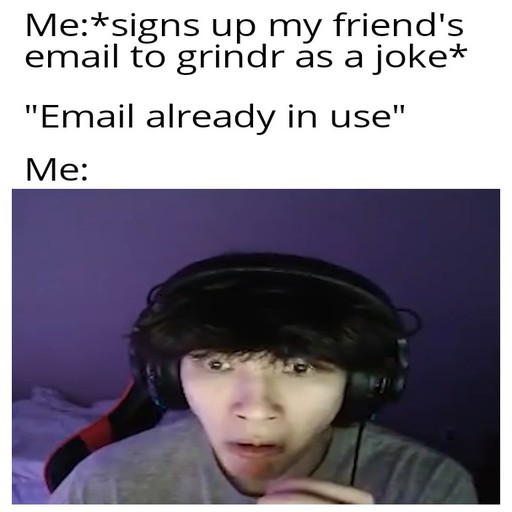 Me:*signs up my friend's
email to grindr as a joke*
"Email already in use"
Me: